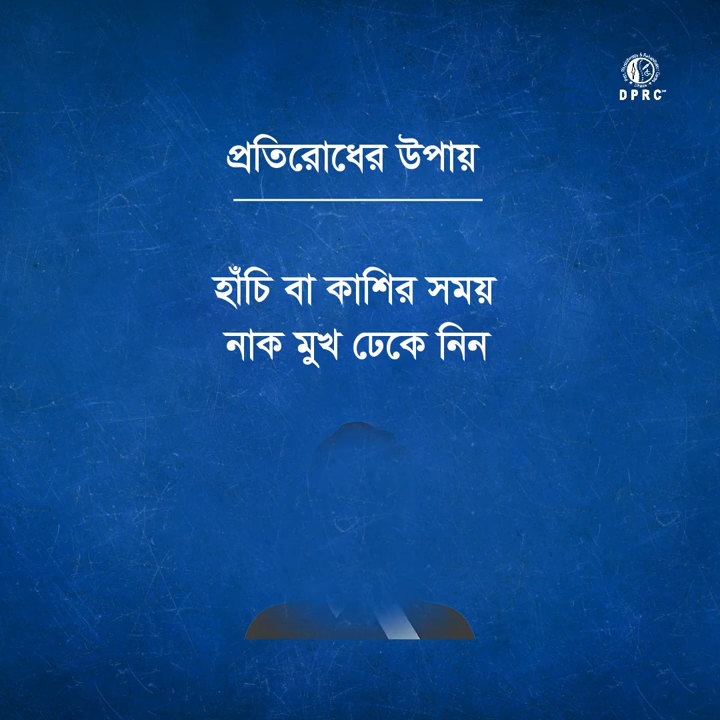 DPRC
প্রতিরোধের উপায়
হাঁচি বা কাশির সময়
নাক মুখ ঢেকে নিন